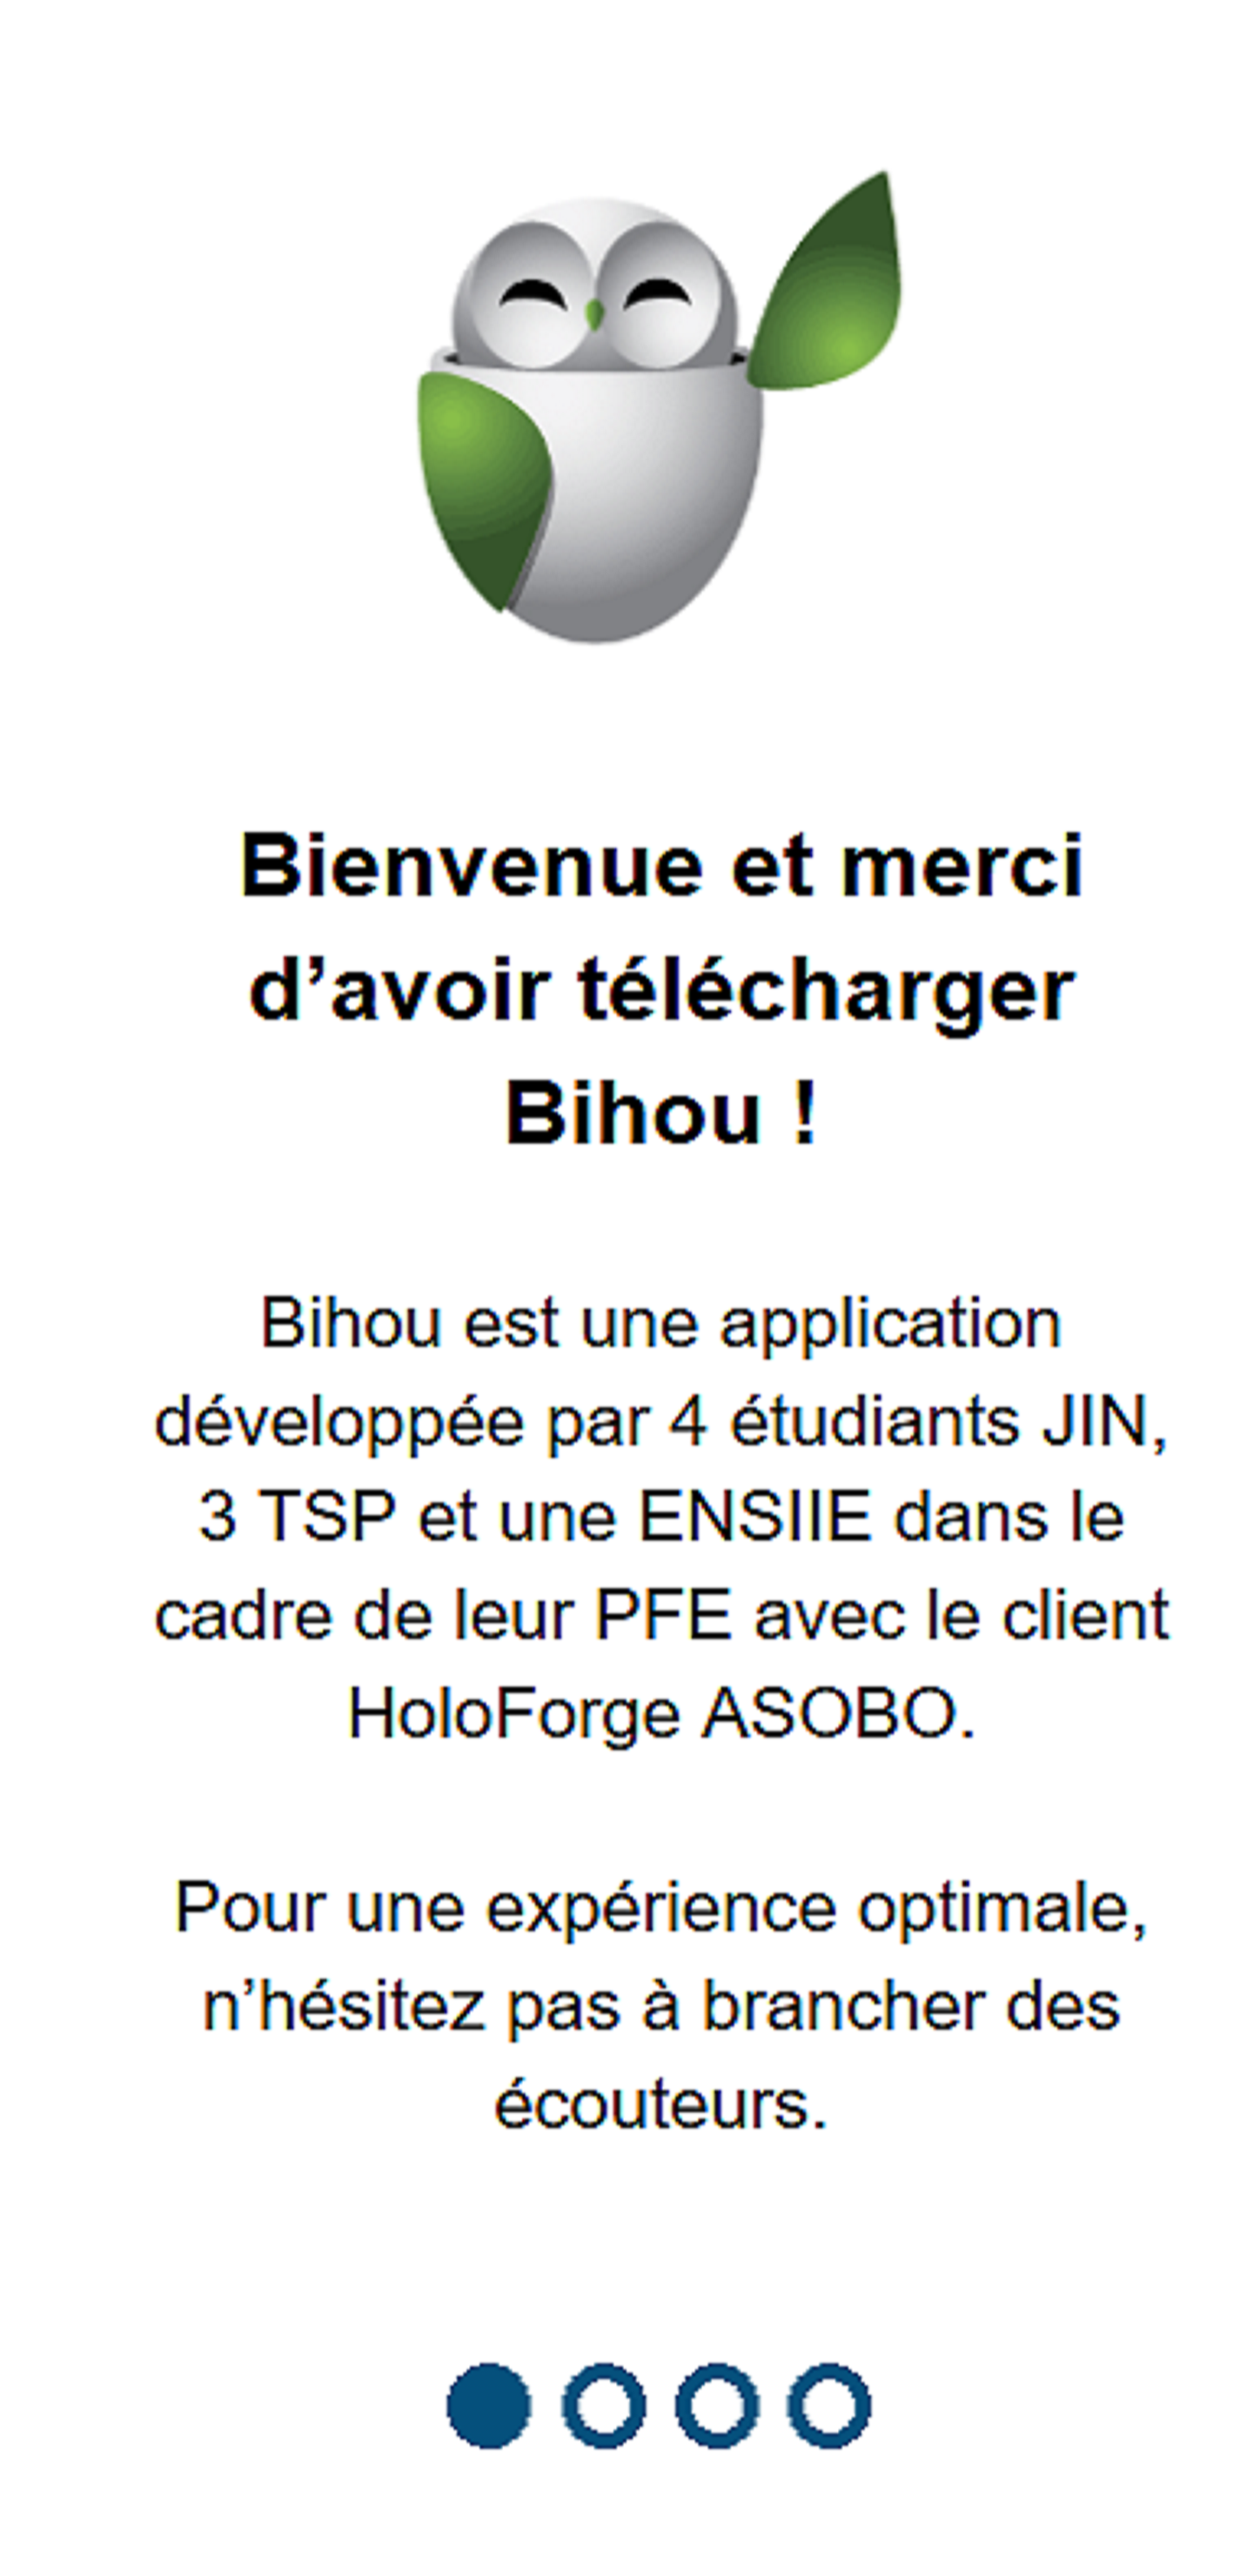 Bienvenue et merci
d’avoir télécharger
Bihou !
Bihou est une application
développée par 4 étudiants JIN,
3 TSP et une ENSIIE dans le
cadre de leur PFE avec le client
HoloForge ASOBO.
Pour une expérience optimale,
n’hésitez pas à brancher des
écouteurs.